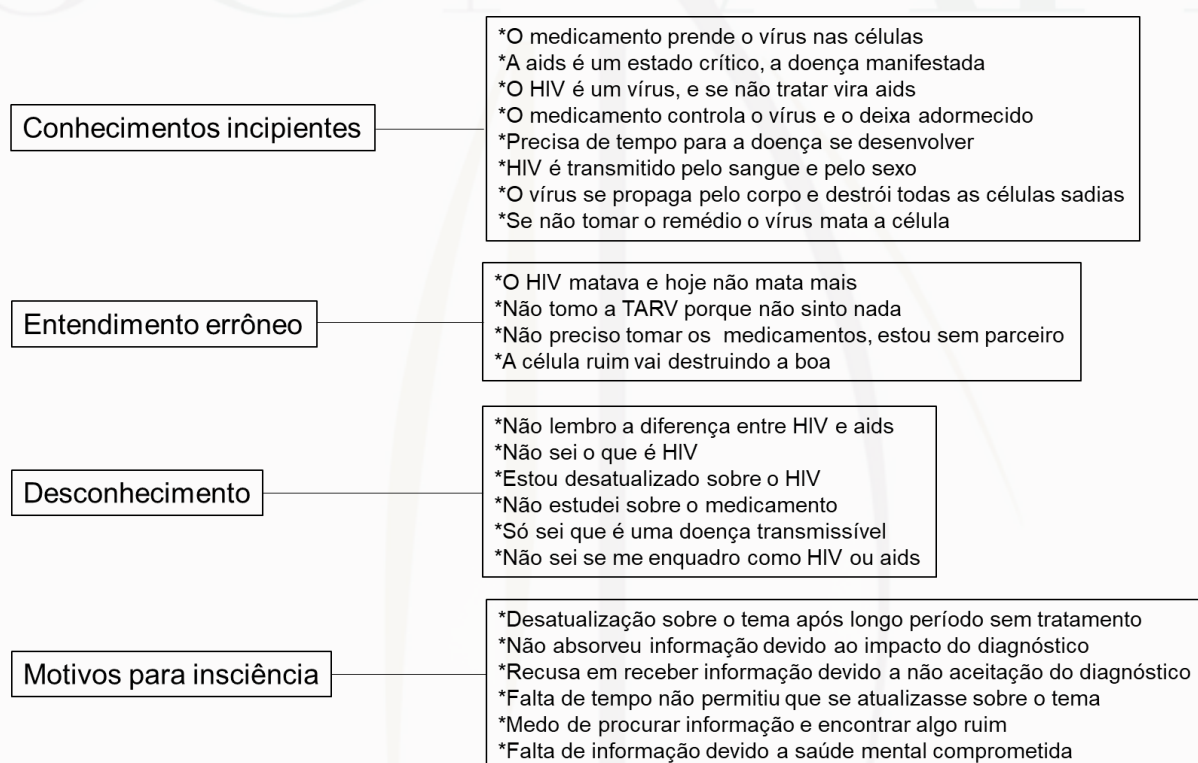 Conhecimentos incipientes
*O medicamento prende o vírus nas células
*A aids é um estado crítico, a doença manifestada
*O HIV é um vírus, e se não tratar vira aids
*O medicamento controla o vírus e o deixa adormecido
*Precisa de tempo para a doença se desenvolver
*HIV é transmitido pelo sangue e pelo sexo
*O vírus se propaga pelo corpo e destrói todas as células sadias
*Se não tomar o remédio o vírus mata a célula
Entendimento errôneo
*O HIV matava e hoje não mata mais
*Não tomo a TARV porque não sinto nada
*Não preciso tomar os medicamentos, estou sem parceiro
*A célula ruim vai destruindo a boa
Desconhecimento
*Não lembro a diferença entre HIV e aids
*Não sei o que é HIV
*Estou desatualizado sobre o HIV
*Não estudei sobre o medicamento
*Só sei que é uma doença transmissível
*Não sei se me enquadro como HIV ou aids
Motivos para insciência
*Desatualização sobre o tema após longo período sem tratamento
*Não absorveu informação devido ao impacto do diagnóstico
*Recusa em receber informação devido a não aceitação do diagnóstico
*Falta de tempo não permitiu que se atualizasse sobre o tema
*Medo de procurar informação e encontrar algo ruim
*Falta de informação devido a saúde mental comprometida